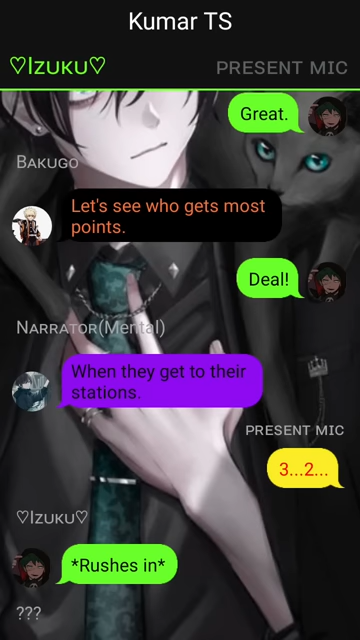 Kumar TS
♡Izuku♡
Present Mic
Great.
Bakugo
Let's see who gets most
points.
Deal!
Narrator(Mental)
When they get to their
stations.
Present Mic
3...2...
♡Izuku♡
*Rushes in*
???